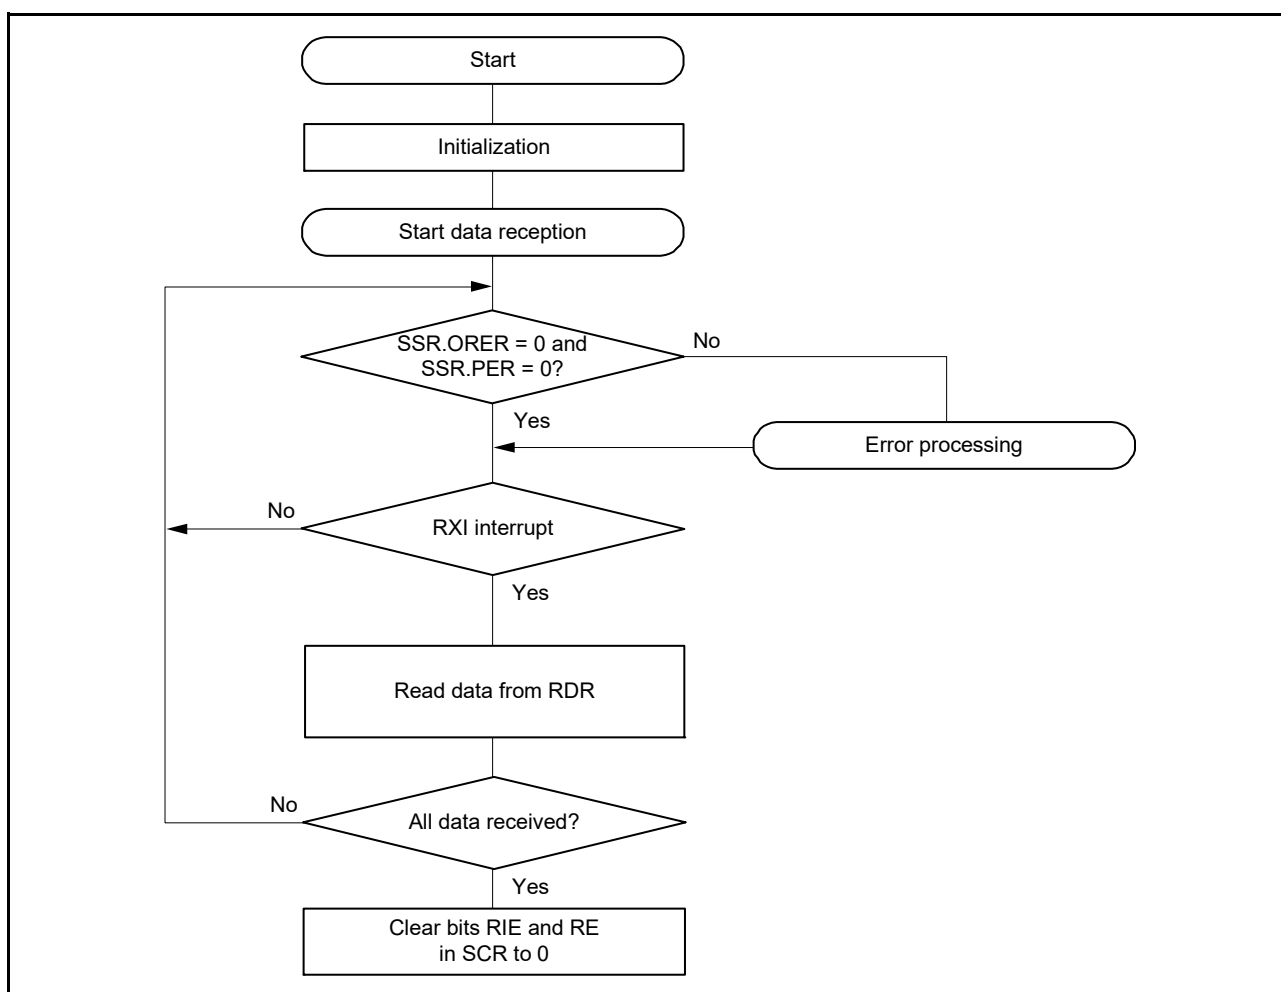 Start
Initialization
Start data reception
SSR.ORER = 0 and
SSR.PER = 0?
No
Yes
Error processing
No
RXI interrupt
Yes
Read data from RDR
No
All data received?
Yes
Clear bits RIE and RE
in SCR to 0